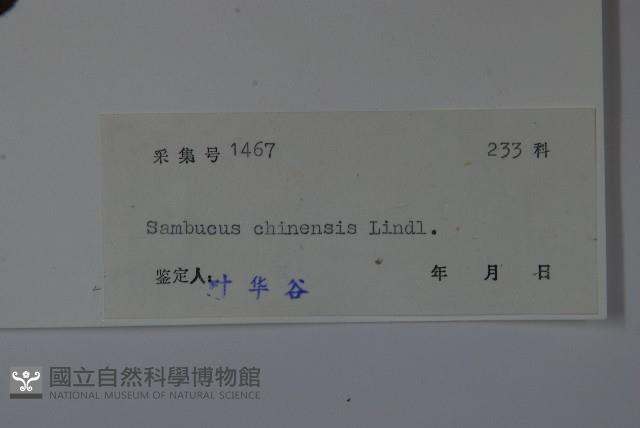 采集号 1467 233 科
Sambucus chinensis Lindl.
鉴定人: 叶华谷 年 月 日
國立自然科學博物館
NATIONAL MUSEUM OF NATURAL SCIENCE